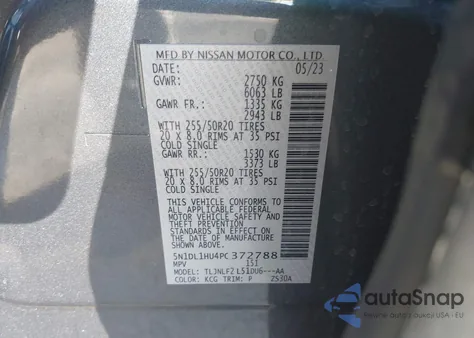 MFD BY NISSAN MOTOR CO., LTD
DATE: 05/23
GVWR: 2750 KG
6063 LB
GAWR FR.: 1335 KG
2943 LB
WITH 255/50R20 TIRES
20 X 8.0 RIMS AT 35 PSI
COLD SINGLE
GAWR RR.: 1530 KG
3373 LB
WITH 255/50R20 TIRES
20 X 8.0 RIMS AT 35 PSI
COLD SINGLE
THIS VEHICLE CONFORMS TO
ALL APPLICABLE FEDERAL
MOTOR VEHICLE SAFETY AND
THEFT PREVENTION
STANDARDS IN EFFECT ON
THE DATE OF MANUFACTURE
SHOWN ABOVE.
5N1DL1HU4PC372788
MPV 151
MODEL: TLJNLFZ L51DU6---AA
COLOR: KCG TRIM: P 2530A
autoSnap